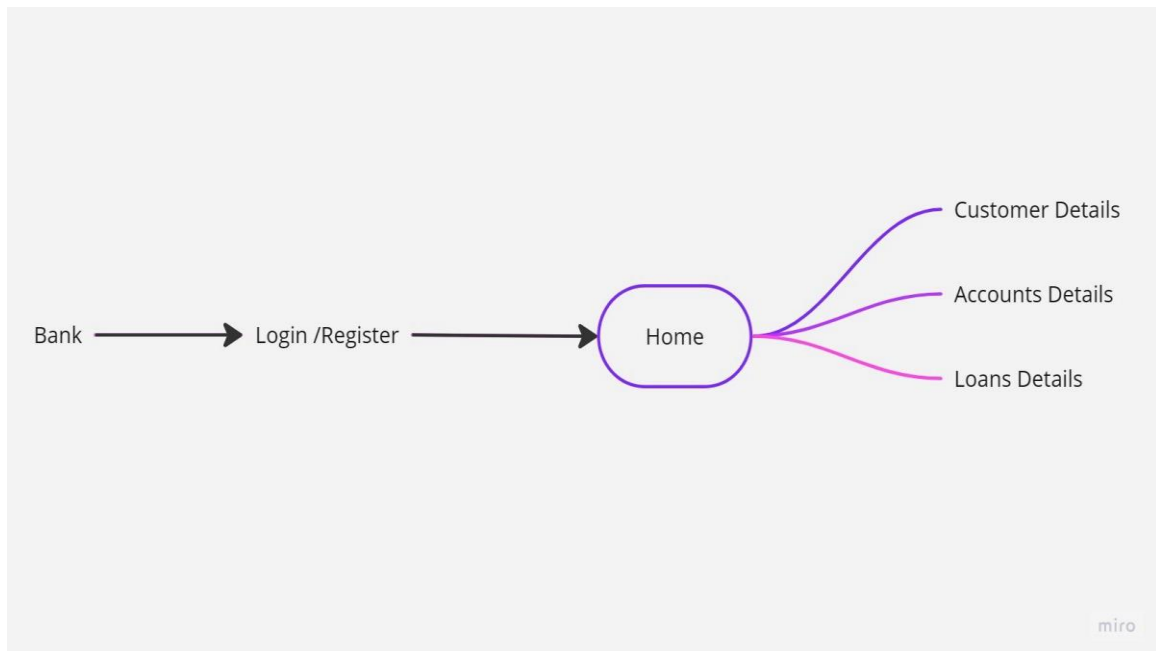 Bank
Login /Register
Home
Customer Details
Accounts Details
Loans Details
miro